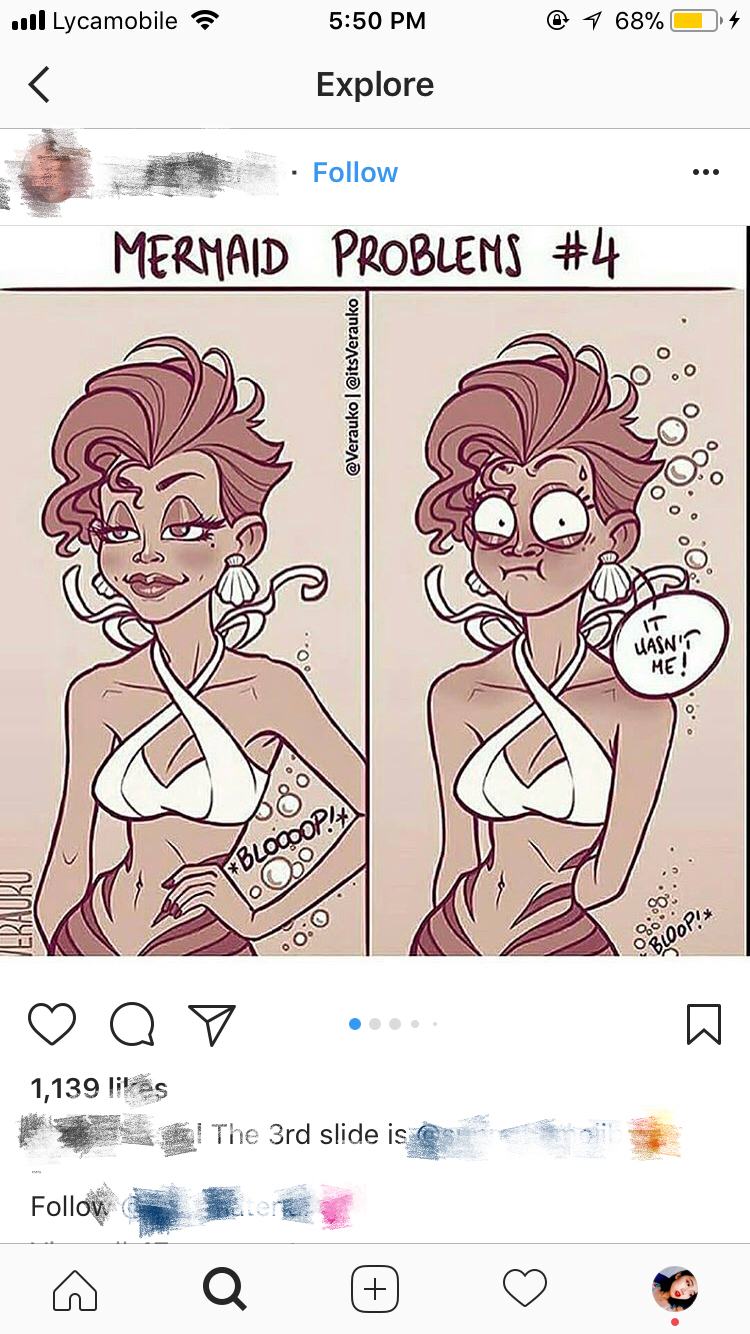 Lycamobile 5:50 PM 68%
Explore
· Follow
MERMAID PROBLEMS #4
@Verauko | @itsVerauko
*BLOOOOP!*
VERAUKO
IT
WASN'T
ME!
*BLOOP!*
1,139 likes
The 3rd slide is
Follow